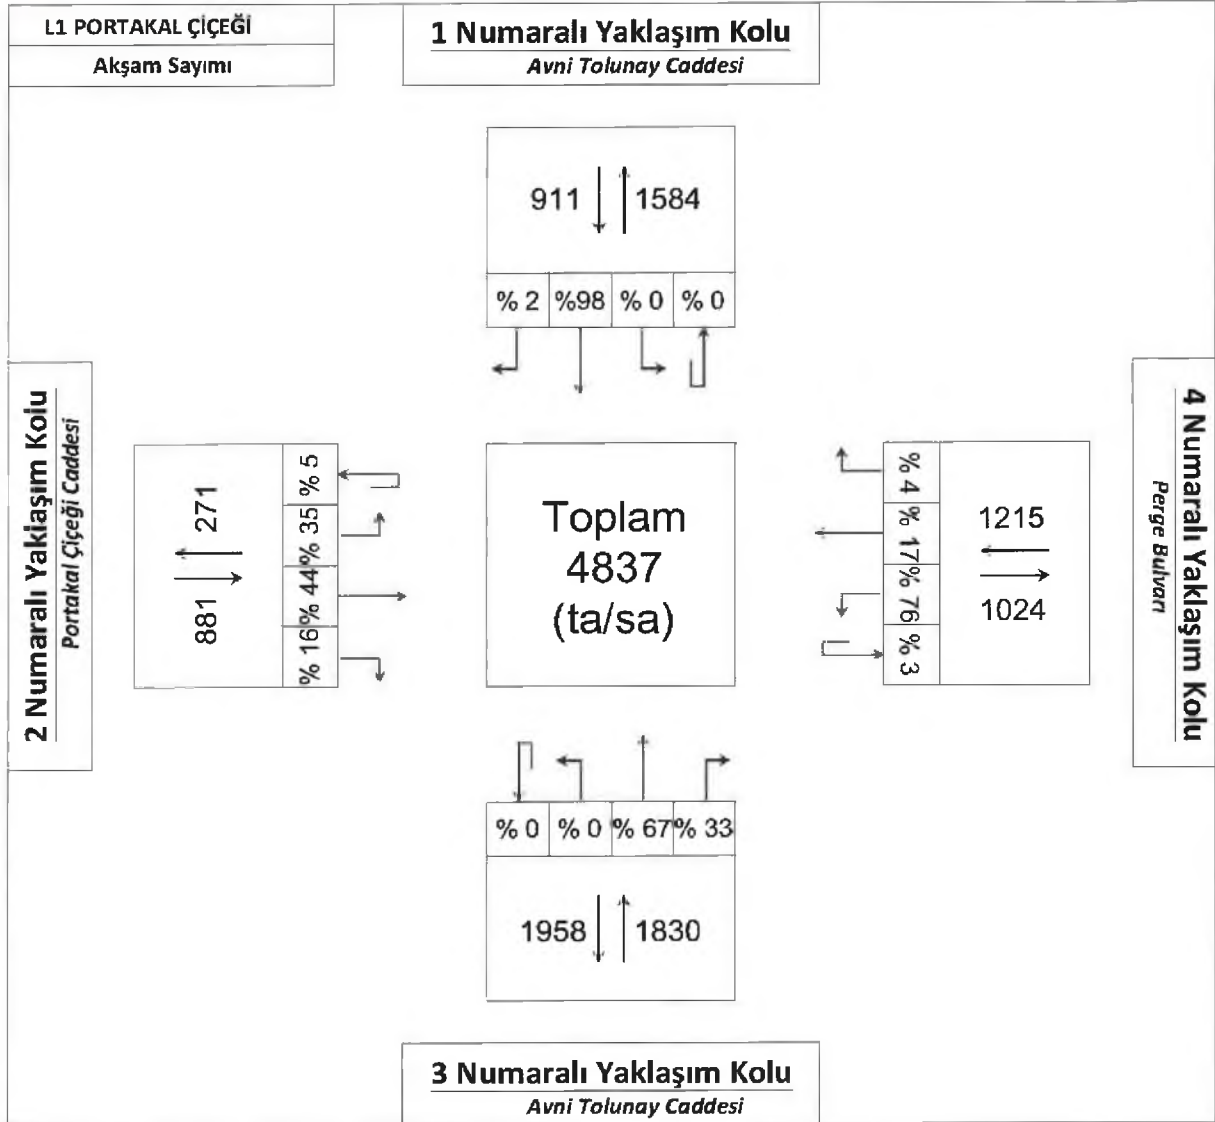 L1 PORTAKAL ÇİÇEĞİ
Akşam Sayımı
1 Numaralı Yaklaşım Kolu
Avni Tolunay Caddesi
911 1584
% 2 %98 % 0 % 0
2 Numaralı Yaklaşım Kolu
Portakal Çiçeği Caddesi
271
881
% 5
% 35
% 44
% 16
Toplam
4837
(ta/sa)
% 4
% 17
% 76
% 3
1215
1024
4 Numaralı Yaklaşım Kolu
Perge Bulvarı
% 0 % 0 % 67 % 33
1958 1830
3 Numaralı Yaklaşım Kolu
Avni Tolunay Caddesi